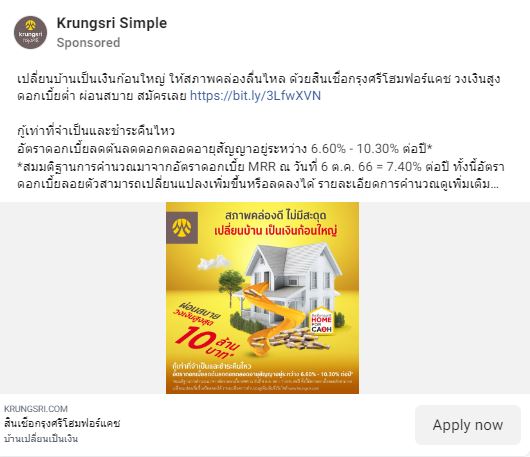 Krungsri Simple
Sponsored
เปลี่ยนบ้านเป็นเงินก้อนใหญ่ ให้สภาพคล่องลื่นไหล ด้วยสินเชื่อกรุงศรีโฮมฟอร์แคช วงเงินสูง
ดอกเบี้ยต่ำ ผ่อนสบาย สมัครเลย https://bit.ly/3LfwXVN
กู้เท่าที่จำเป็นและชำระคืนไหว
อัตราดอกเบี้ยลดต้นลดดอกตลอดอายุสัญญาอยู่ระหว่าง 6.60% - 10.30% ต่อปี*
*สมมติฐานการคำนวณมาจากอัตราดอกเบี้ย MRR ณ วันที่ 6 ต.ค. 66 = 7.40% ต่อปี ทั้งนี้อัตรา
ดอกเบี้ยลอยตัวสามารถเปลี่ยนแปลงเพิ่มขึ้นหรือลดลงได้ รายละเอียดการคำนวณดูเพิ่มเติม...
krungsri
กรุงศรี
สภาพคล่องดี ไม่มีสะดุด
เปลี่ยนบ้าน เป็นเงินก้อนใหญ่
ผ่อนสบาย
วงเงินสูงสุด
10 ล้าน
บาท*
HOME
FOR
CASH
กู้เท่าที่จำเป็นและชำระคืนไหว
อัตราดอกเบี้ยลดต้นลดดอกตลอดอายุสัญญาอยู่ระหว่าง 6.60% - 10.30% ต่อปี*
KRUNGSRI.COM
สินเชื่อกรุงศรีโฮมฟอร์แคช
บ้านเปลี่ยนเป็นเงิน
Apply now